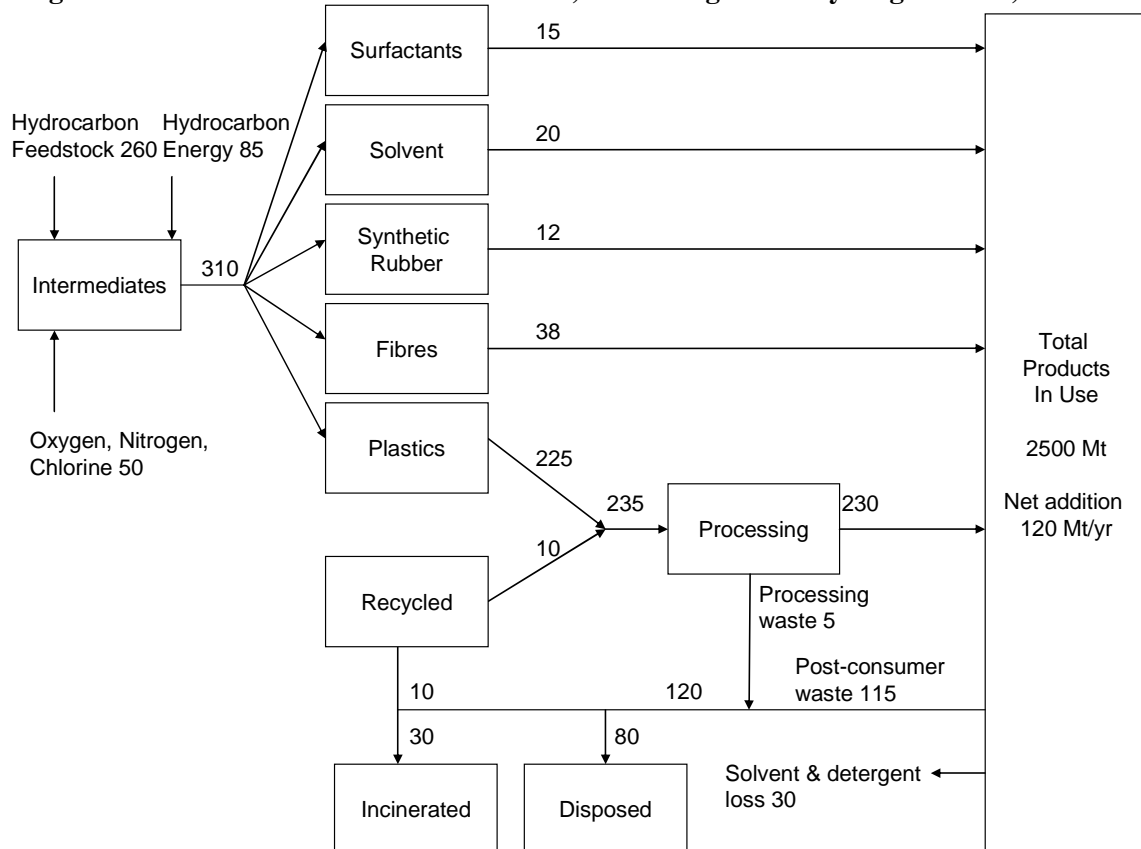 Surfactants
15
Hydrocarbon
Feedstock 260
Hydrocarbon
Energy 85
Solvent
20
Synthetic
Rubber
12
Intermediates
310
Fibres
38
Oxygen, Nitrogen,
Chlorine 50
Plastics
225
235
Processing
230
10
Recycled
Processing
waste 5
Post-consumer
waste 115
10
120
30
80
Incinerated
Disposed
Solvent & detergent
loss 30
Total
Products
In Use
2500 Mt
Net addition
120 Mt/yr